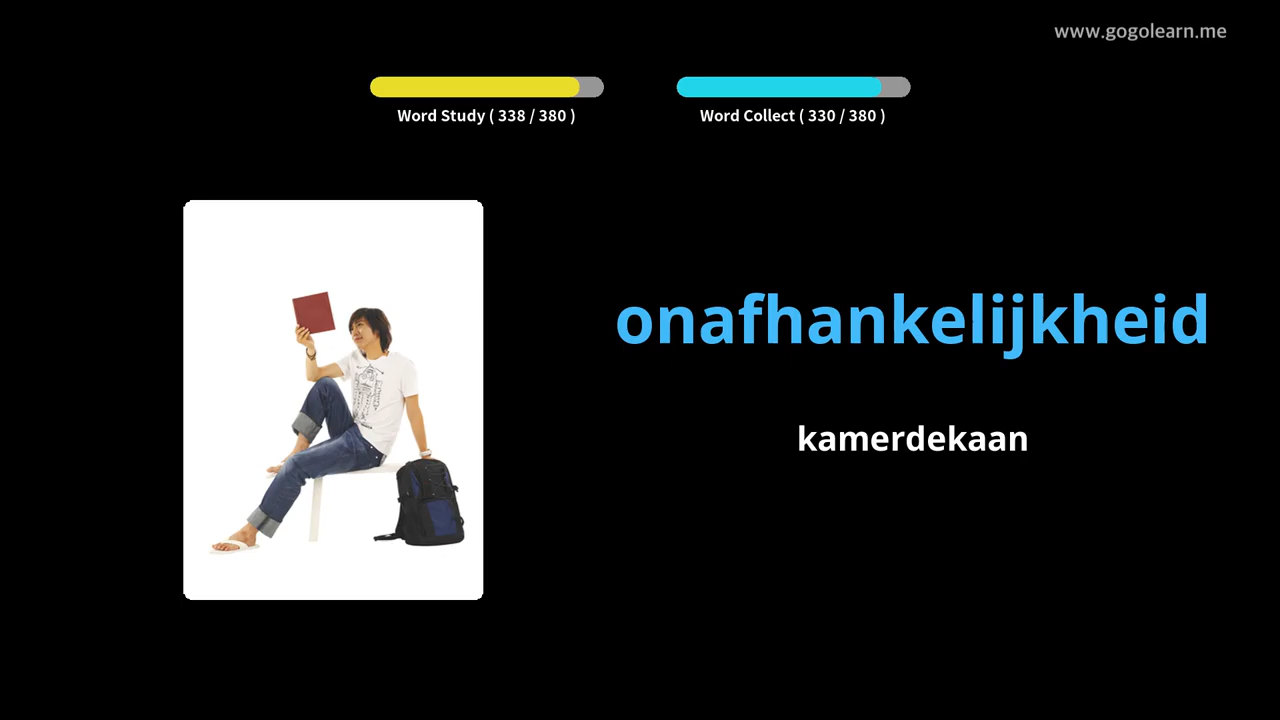 www.gogolearn.me
Word Study ( 338 / 380 )
Word Collect ( 330 / 380 )
onafhankelijkheid
kamerdekaan